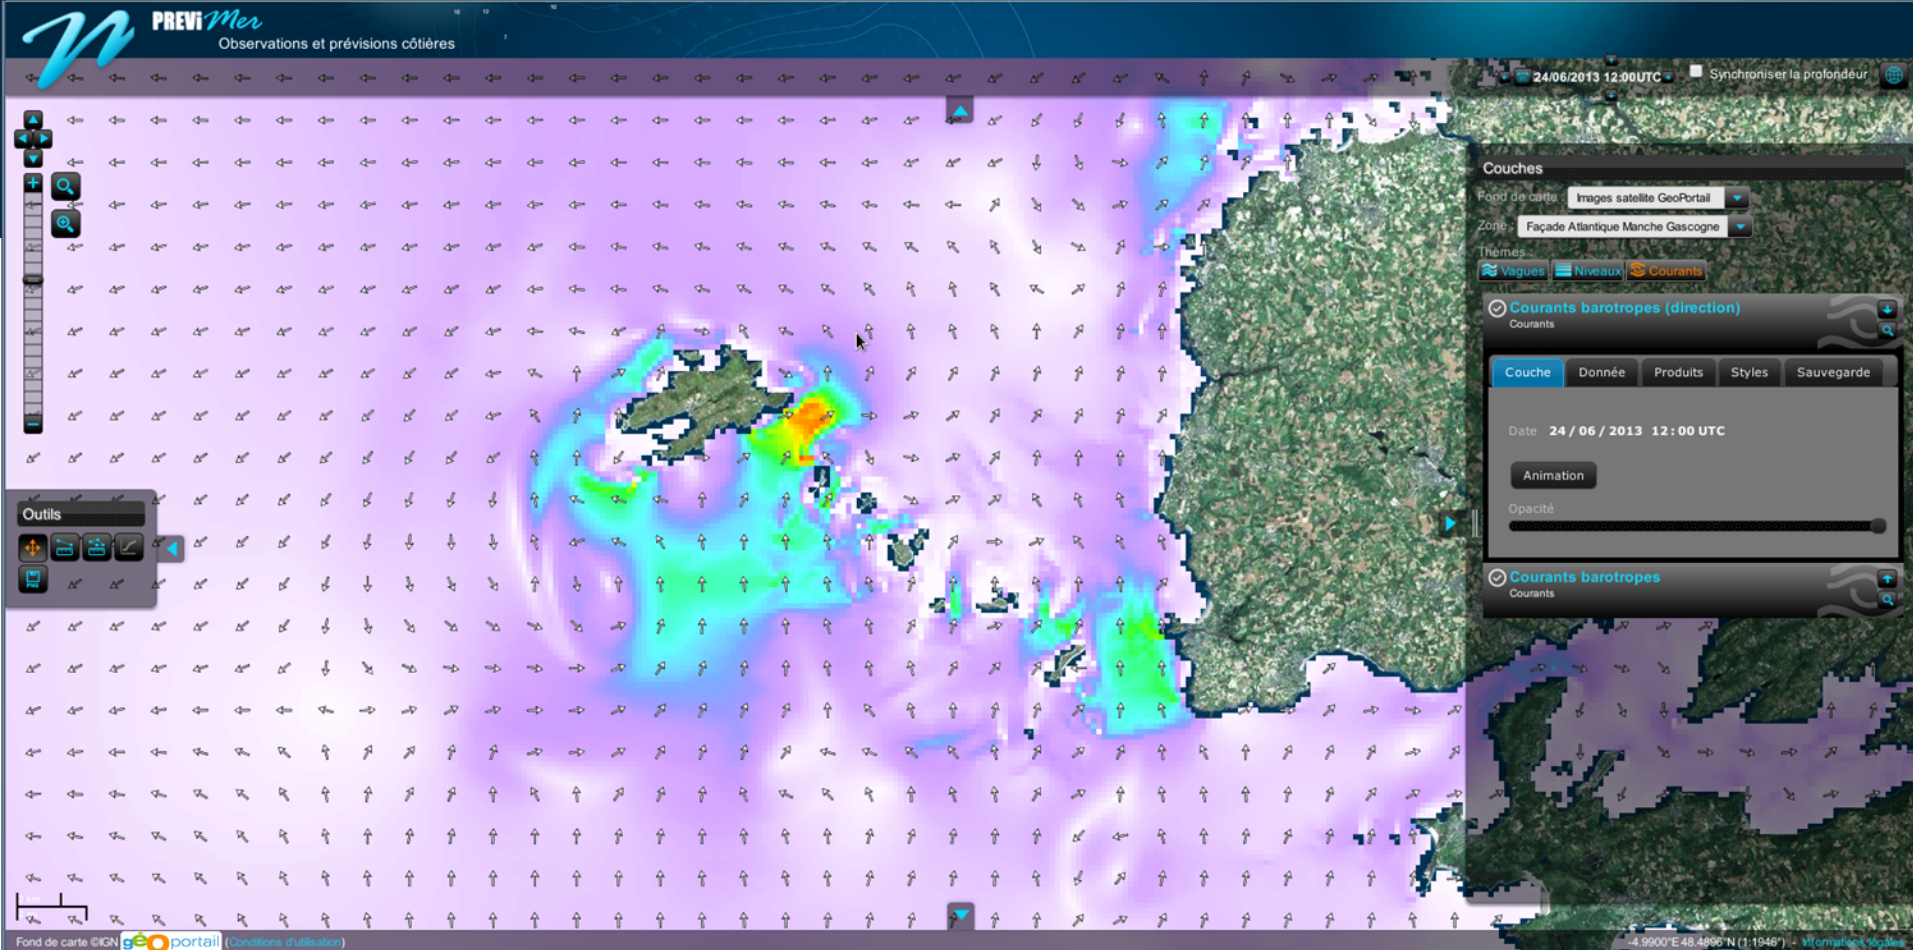 PREViMer
Observations et prévisions côtières
24/06/2013 12:00UTC
Synchroniser la profondeur
Couches
Fond de carte : Images satellite GeoPortail
Zone : Façade Atlantique Manche Gascogne
Thèmes :
Vagues Niveaux Courants
Courants barotropes (direction)
Courants
Couche Donnée Produits Styles Sauvegarde
Date 24 / 06 / 2013 12 : 00 UTC
Animation
Opacité
Courants barotropes
Courants
Outils
PNG
Fond de carte ©IGN géoportail (Conditions d'utilisation)
-4.9900°E 48.4896°N (1:1946") - Informations légales